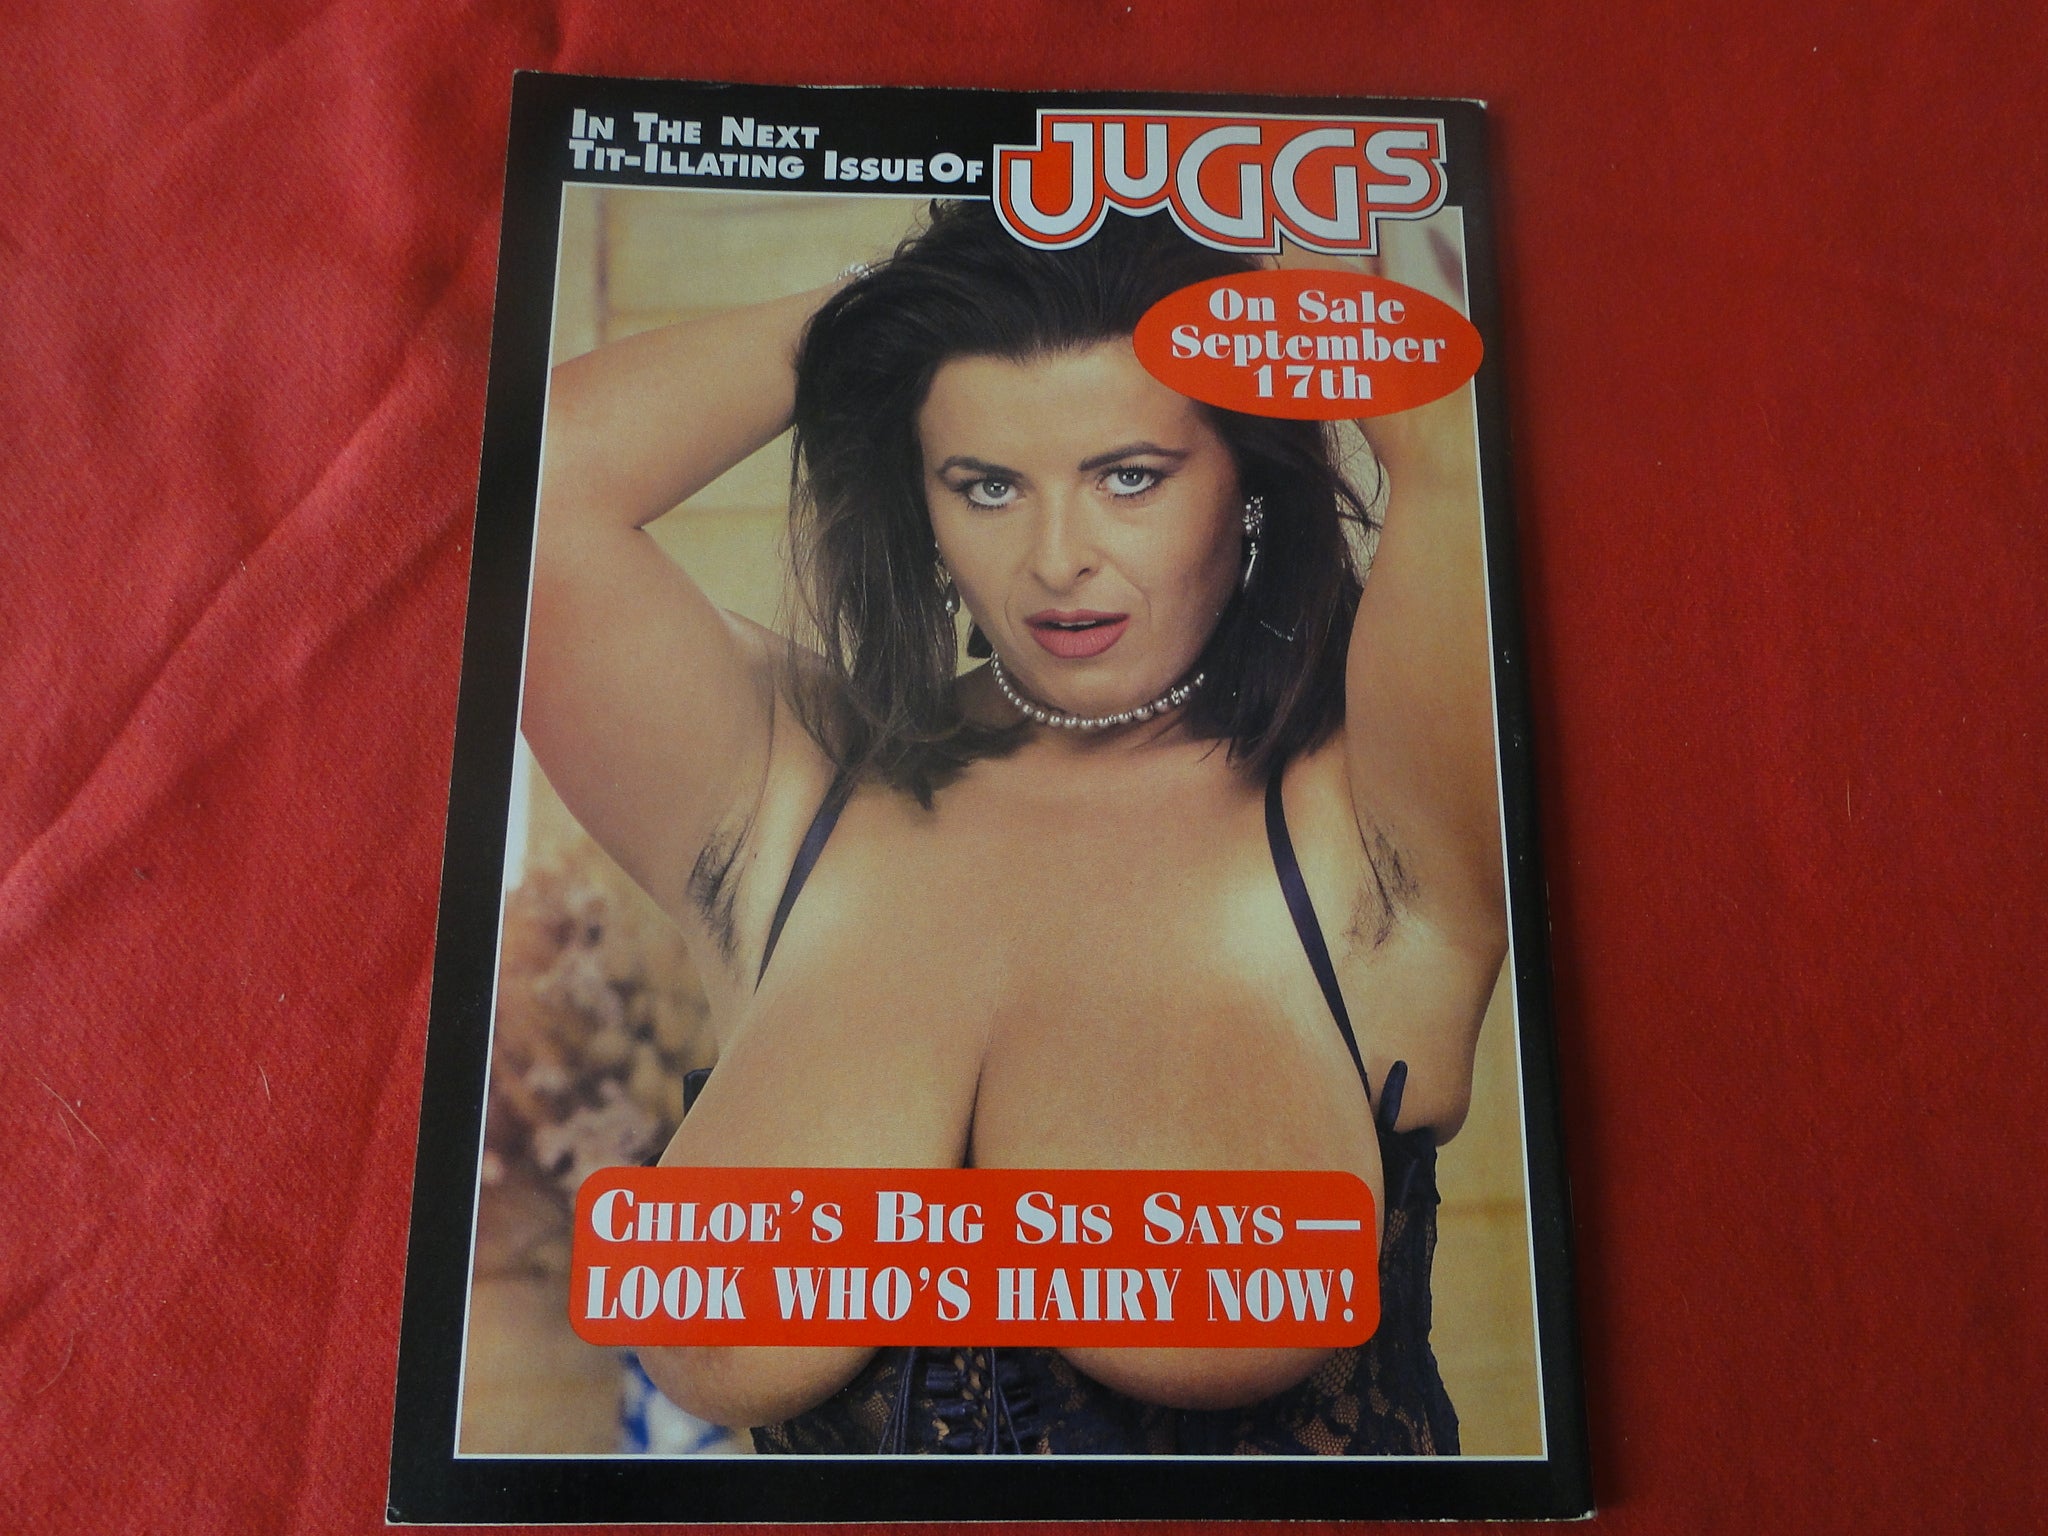 IN THE NEXT
TIT-ILLATING ISSUE OF
JUGGS
On Sale
September
17th
CHLOE'S BIG SIS SAYS—
LOOK WHO'S HAIRY NOW!